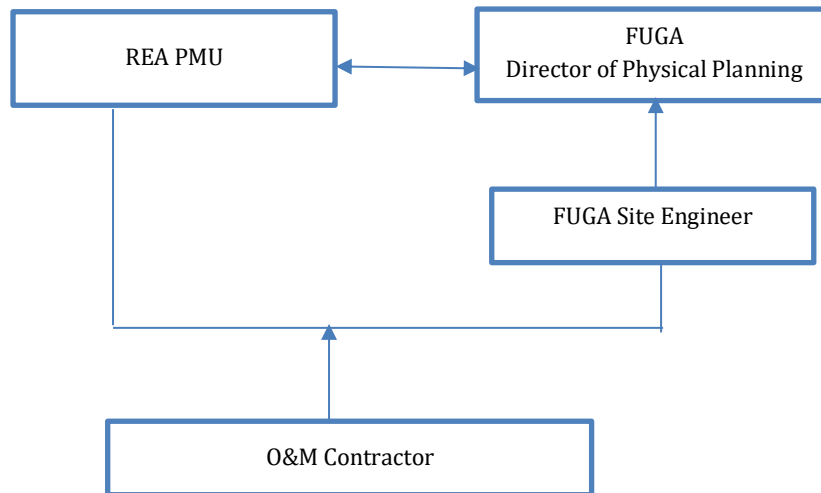 REA PMU
FUGA
Director of Physical Planning
FUGA Site Engineer
O&M Contractor